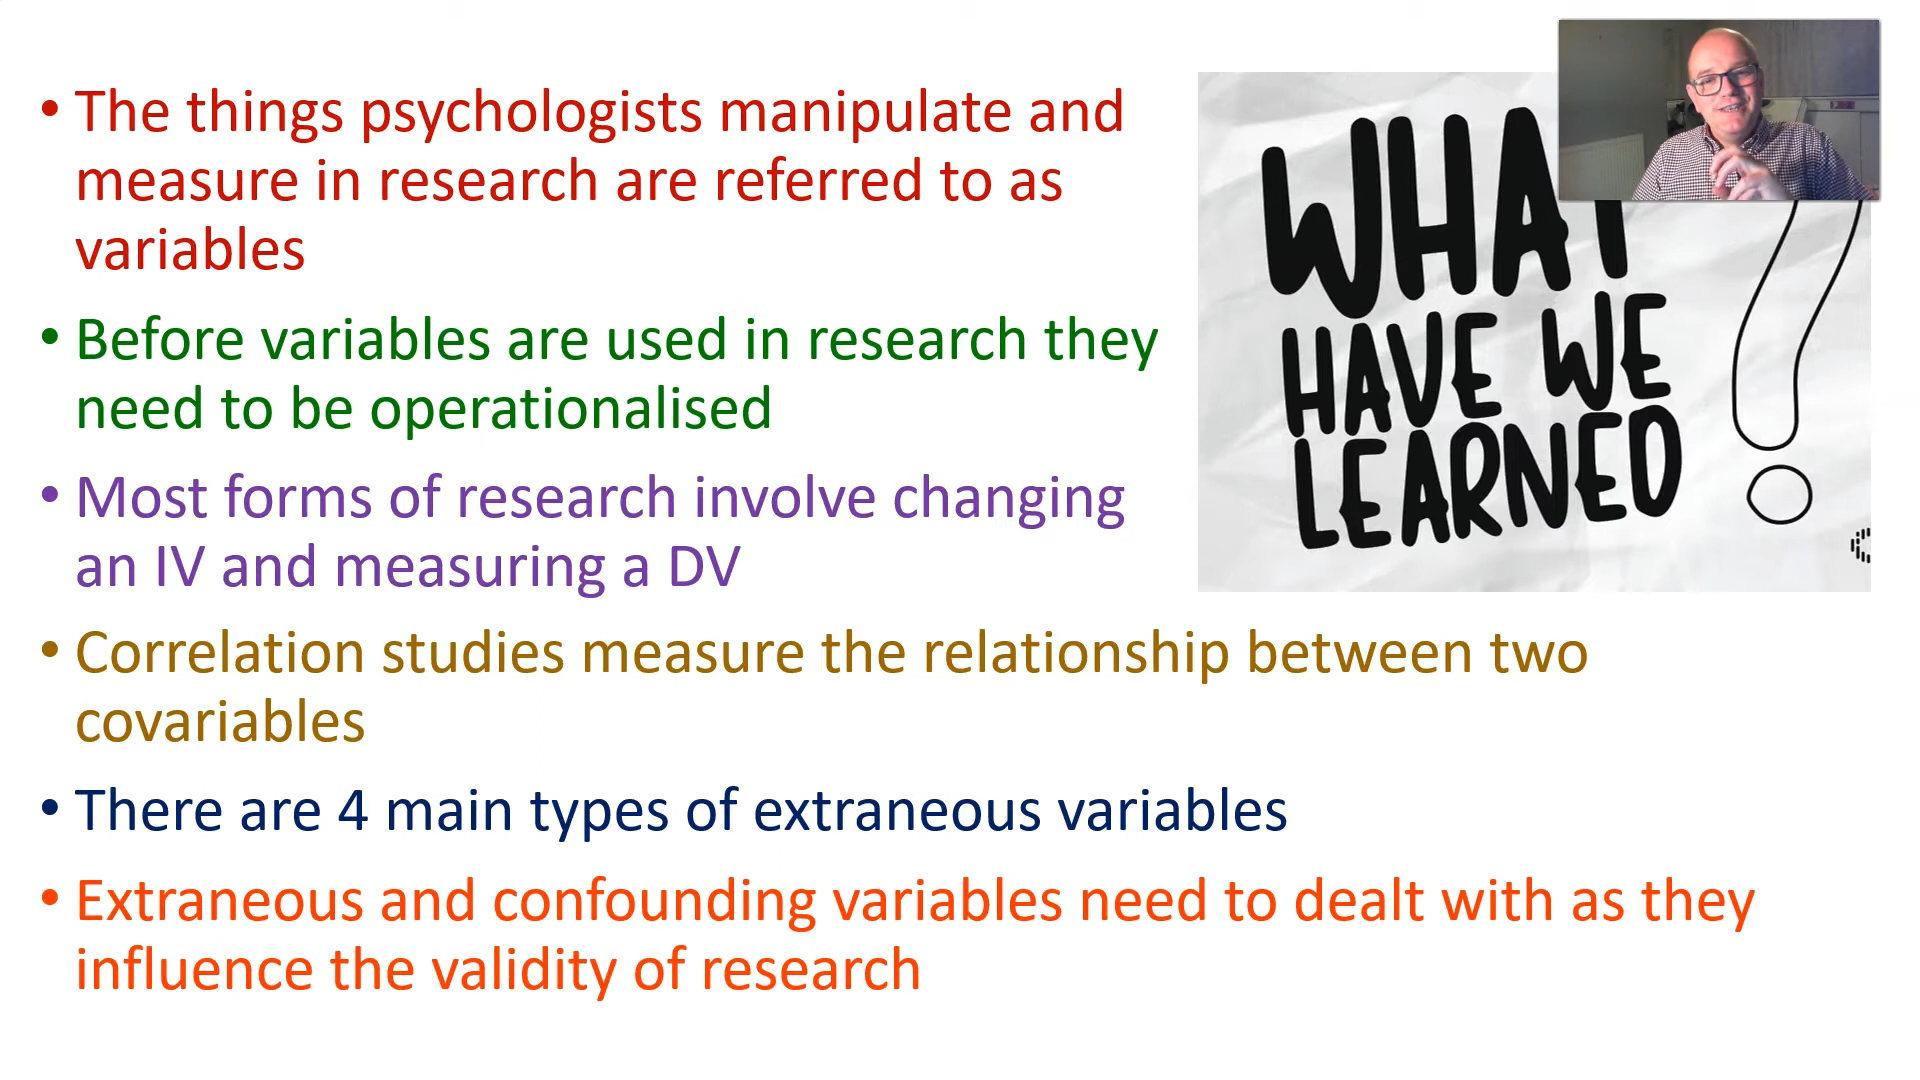 • The things psychologists manipulate and
measure in research are referred to as
variables
• Before variables are used in research they
need to be operationalised
• Most forms of research involve changing
an IV and measuring a DV
• Correlation studies measure the relationship between two
covariables
• There are 4 main types of extraneous variables
• Extraneous and confounding variables need to dealt with as they
influence the validity of research
WHAT
HAVE WE
LEARNED ?